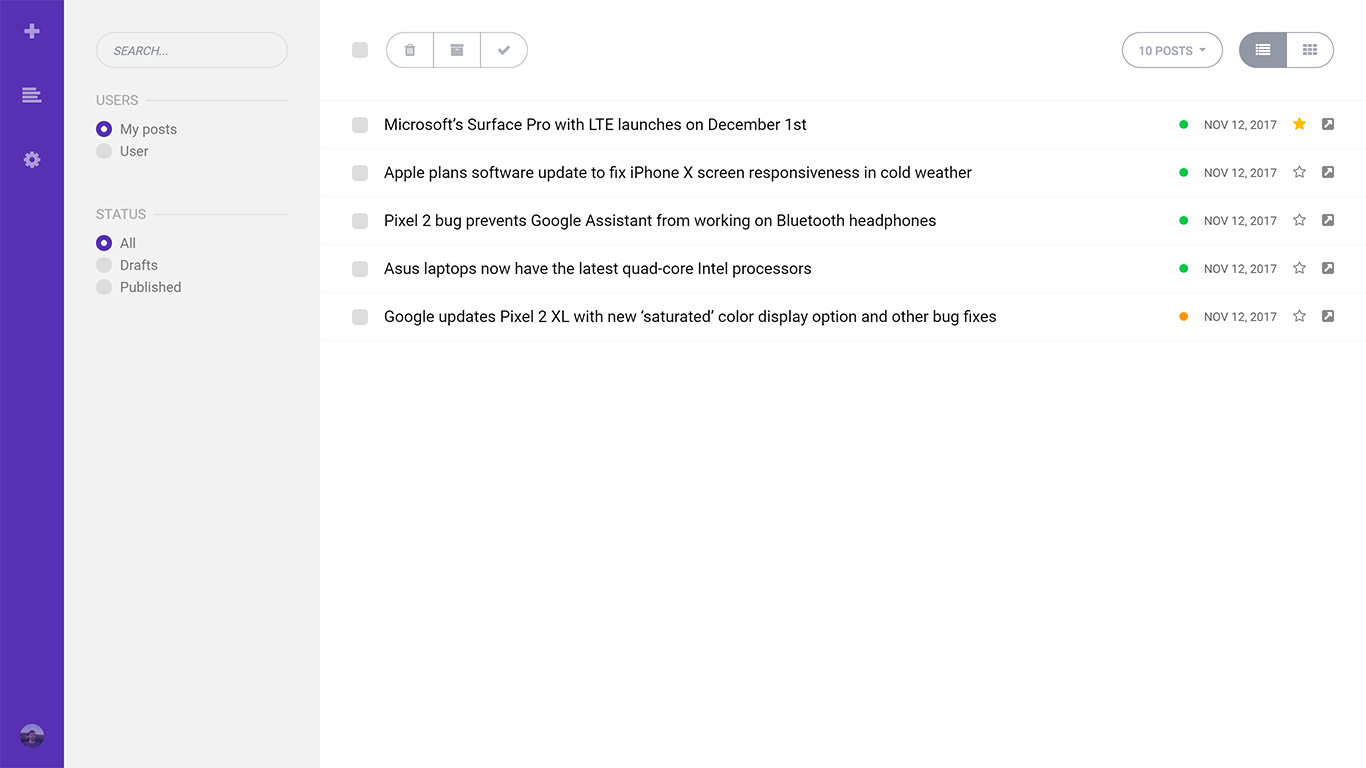 SEARCH...
USERS
My posts
User
STATUS
All
Drafts
Published
10 POSTS
Microsoft’s Surface Pro with LTE launches on December 1st NOV 12, 2017
Apple plans software update to fix iPhone X screen responsiveness in cold weather NOV 12, 2017
Pixel 2 bug prevents Google Assistant from working on Bluetooth headphones NOV 12, 2017
Asus laptops now have the latest quad-core Intel processors NOV 12, 2017
Google updates Pixel 2 XL with new ‘saturated’ color display option and other bug fixes NOV 12, 2017